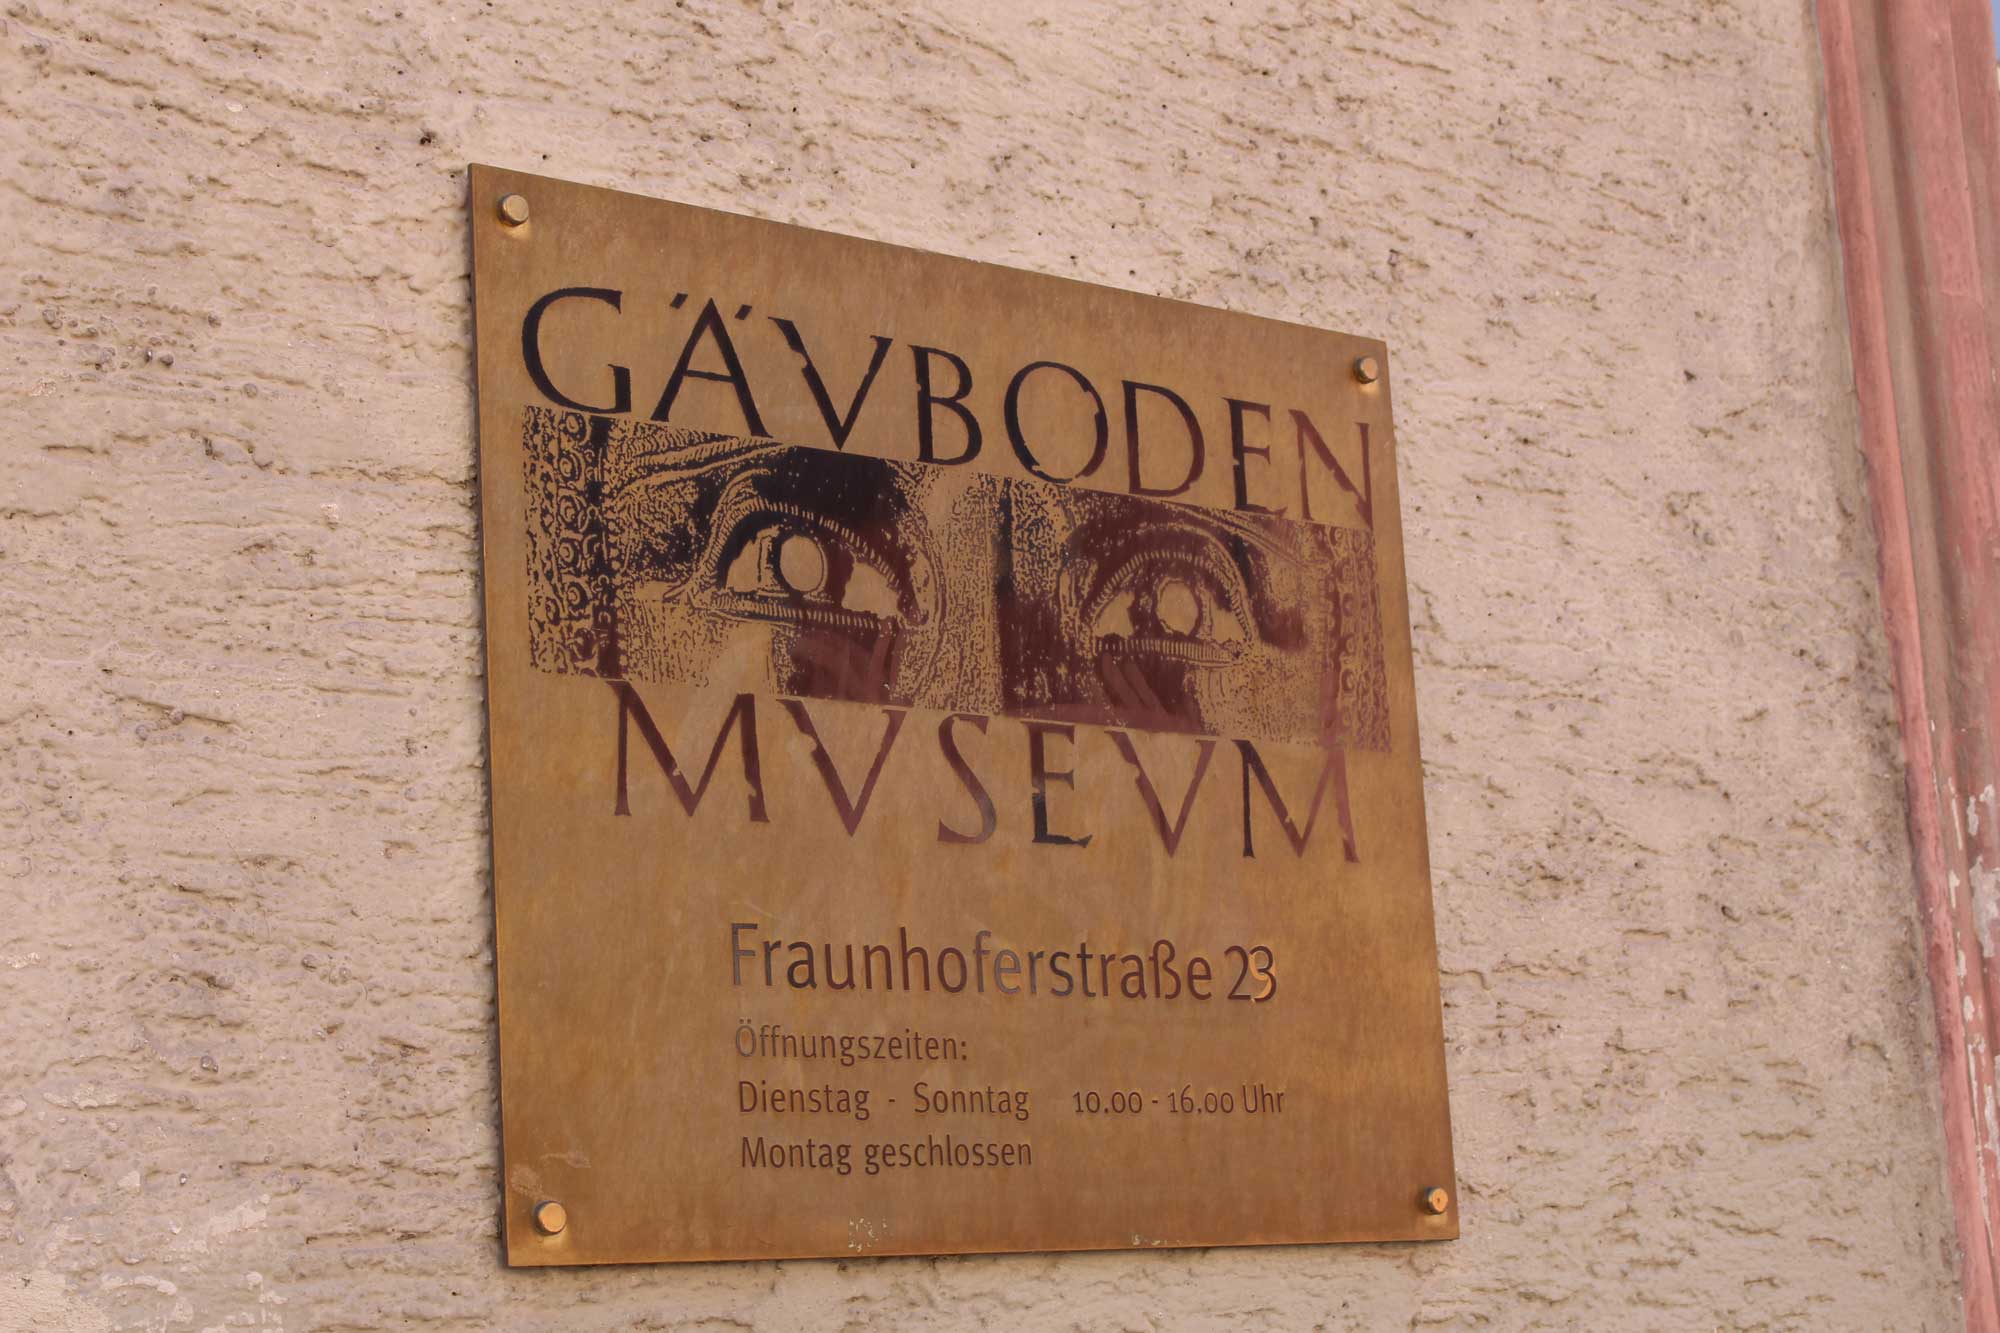 GÄVBODEN
MVSEVM
Fraunhoferstraße 23
Öffnungszeiten:
Dienstag - Sonntag 10.00 - 16.00 Uhr
Montag geschlossen